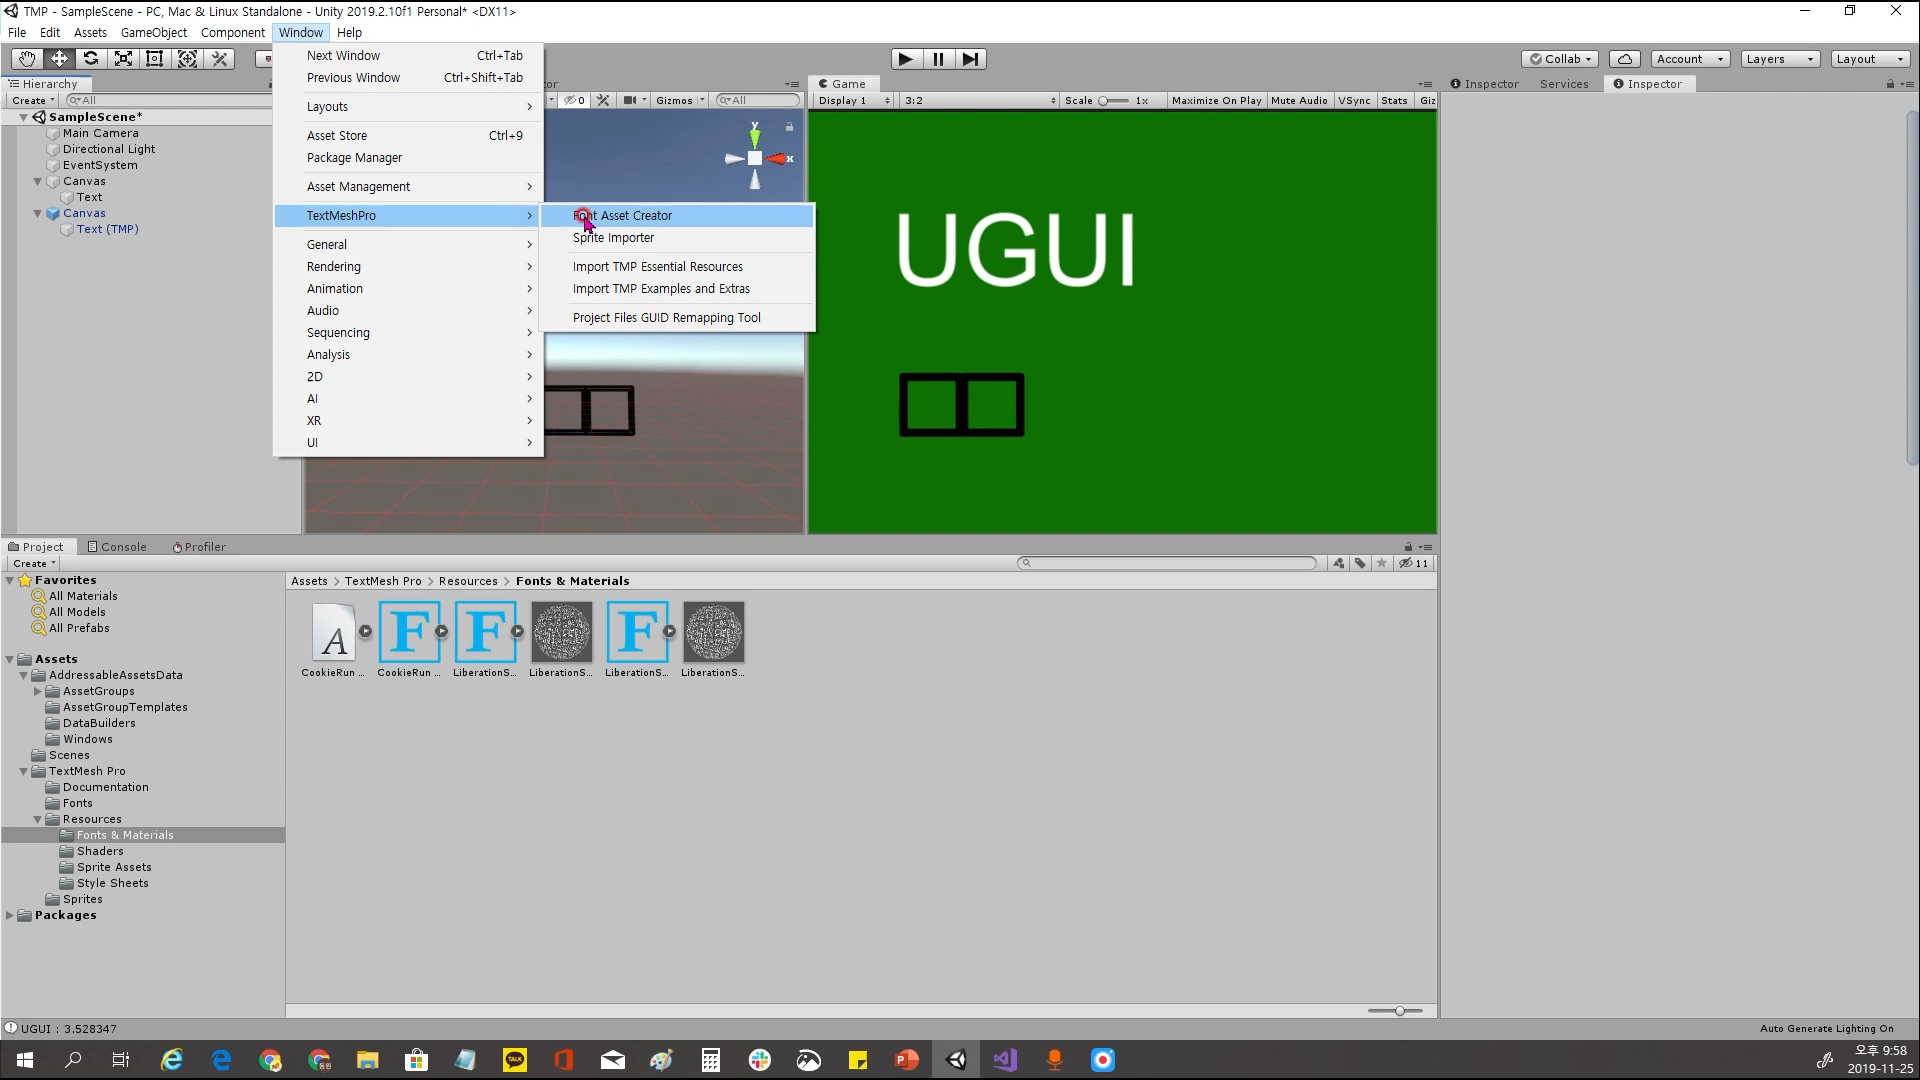 TMP - SampleScene - PC, Mac & Linux Standalone - Unity 2019.2.10f1 Personal* <DX11>
File Edit Assets GameObject Component Window Help
Collab Account Layers Layout
Next Window Ctrl+Tab
Previous Window Ctrl+Shift+Tab
Layouts
Asset Store Ctrl+9
Package Manager
Asset Management
TextMeshPro
General
Rendering
Animation
Audio
Sequencing
Analysis
2D
AI
XR
UI
Font Asset Creator
Sprite Importer
Import TMP Essential Resources
Import TMP Examples and Extras
Project Files GUID Remapping Tool
Hierarchy
Create All
SampleScene*
Main Camera
Directional Light
EventSystem
Canvas
Text
Canvas
Text (TMP)
or
0 Gizmos All
y
x
Game
Display 1 3:2 Scale 1x Maximize On Play Mute Audio VSync Stats Giz
UGUI
Inspector Services Inspector
Project Console Profiler
Create
11
Favorites
All Materials
All Models
All Prefabs
Assets
AddressableAssetsData
AssetGroups
AssetGroupTemplates
DataBuilders
Windows
Scenes
TextMesh Pro
Documentation
Fonts
Resources
Fonts & Materials
Shaders
Sprite Assets
Style Sheets
Sprites
Packages
Assets > TextMesh Pro > Resources > Fonts & Materials
CookieRun ... CookieRun ... LiberationS... LiberationS... LiberationS... LiberationS...
UGUI : 3.528347
Auto Generate Lighting On
TALK
오후 9:58
2019-11-25